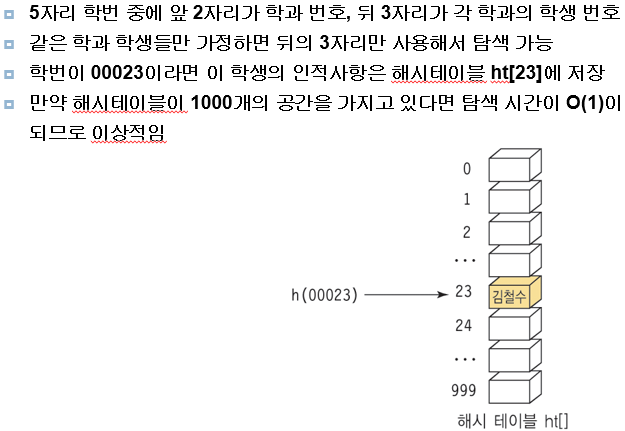 5자리 학번 중에 앞 2자리가 학과 번호, 뒤 3자리가 각 학과의 학생 번호
같은 학과 학생들만 가정하면 뒤의 3자리만 사용해서 탐색 가능
학번이 00023이라면 이 학생의 인적사항은 해시테이블 ht[23]에 저장
만약 해시테이블이 1000개의 공간을 가지고 있다면 탐색 시간이 O(1)이
되므로 이상적임
0
1
2
...
h(00023)
23
김철수
24
...
999
해시 테이블 ht[]